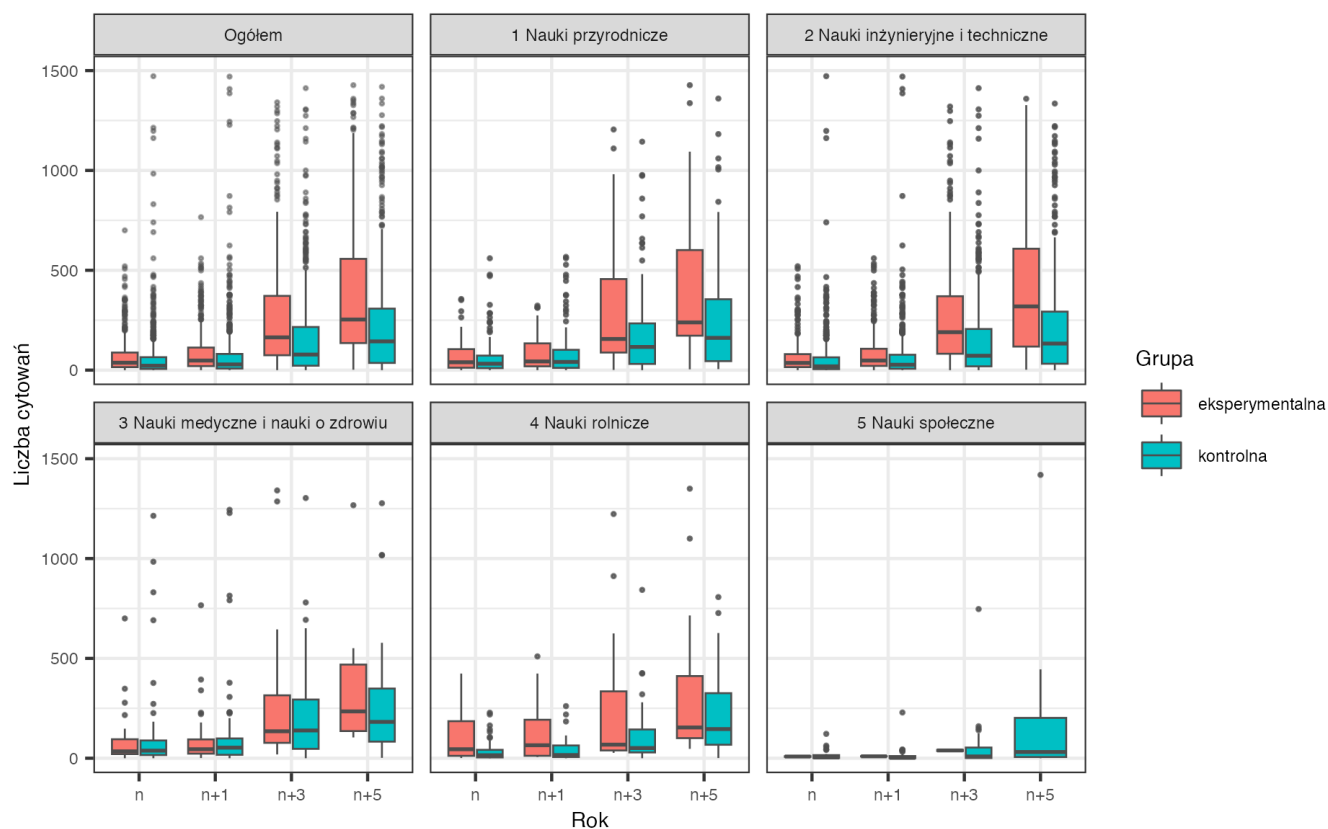 Ogółem
1 Nauki przyrodnicze
2 Nauki inżynieryjne i techniczne
1500
1000
500
0
3 Nauki medyczne i nauki o zdrowiu
4 Nauki rolnicze
5 Nauki społeczne
1500
1000
500
0
n n+1 n+3 n+5
n n+1 n+3 n+5
n n+1 n+3 n+5
Rok
Liczba cytowań
Grupa
eksperymentalna
kontrolna